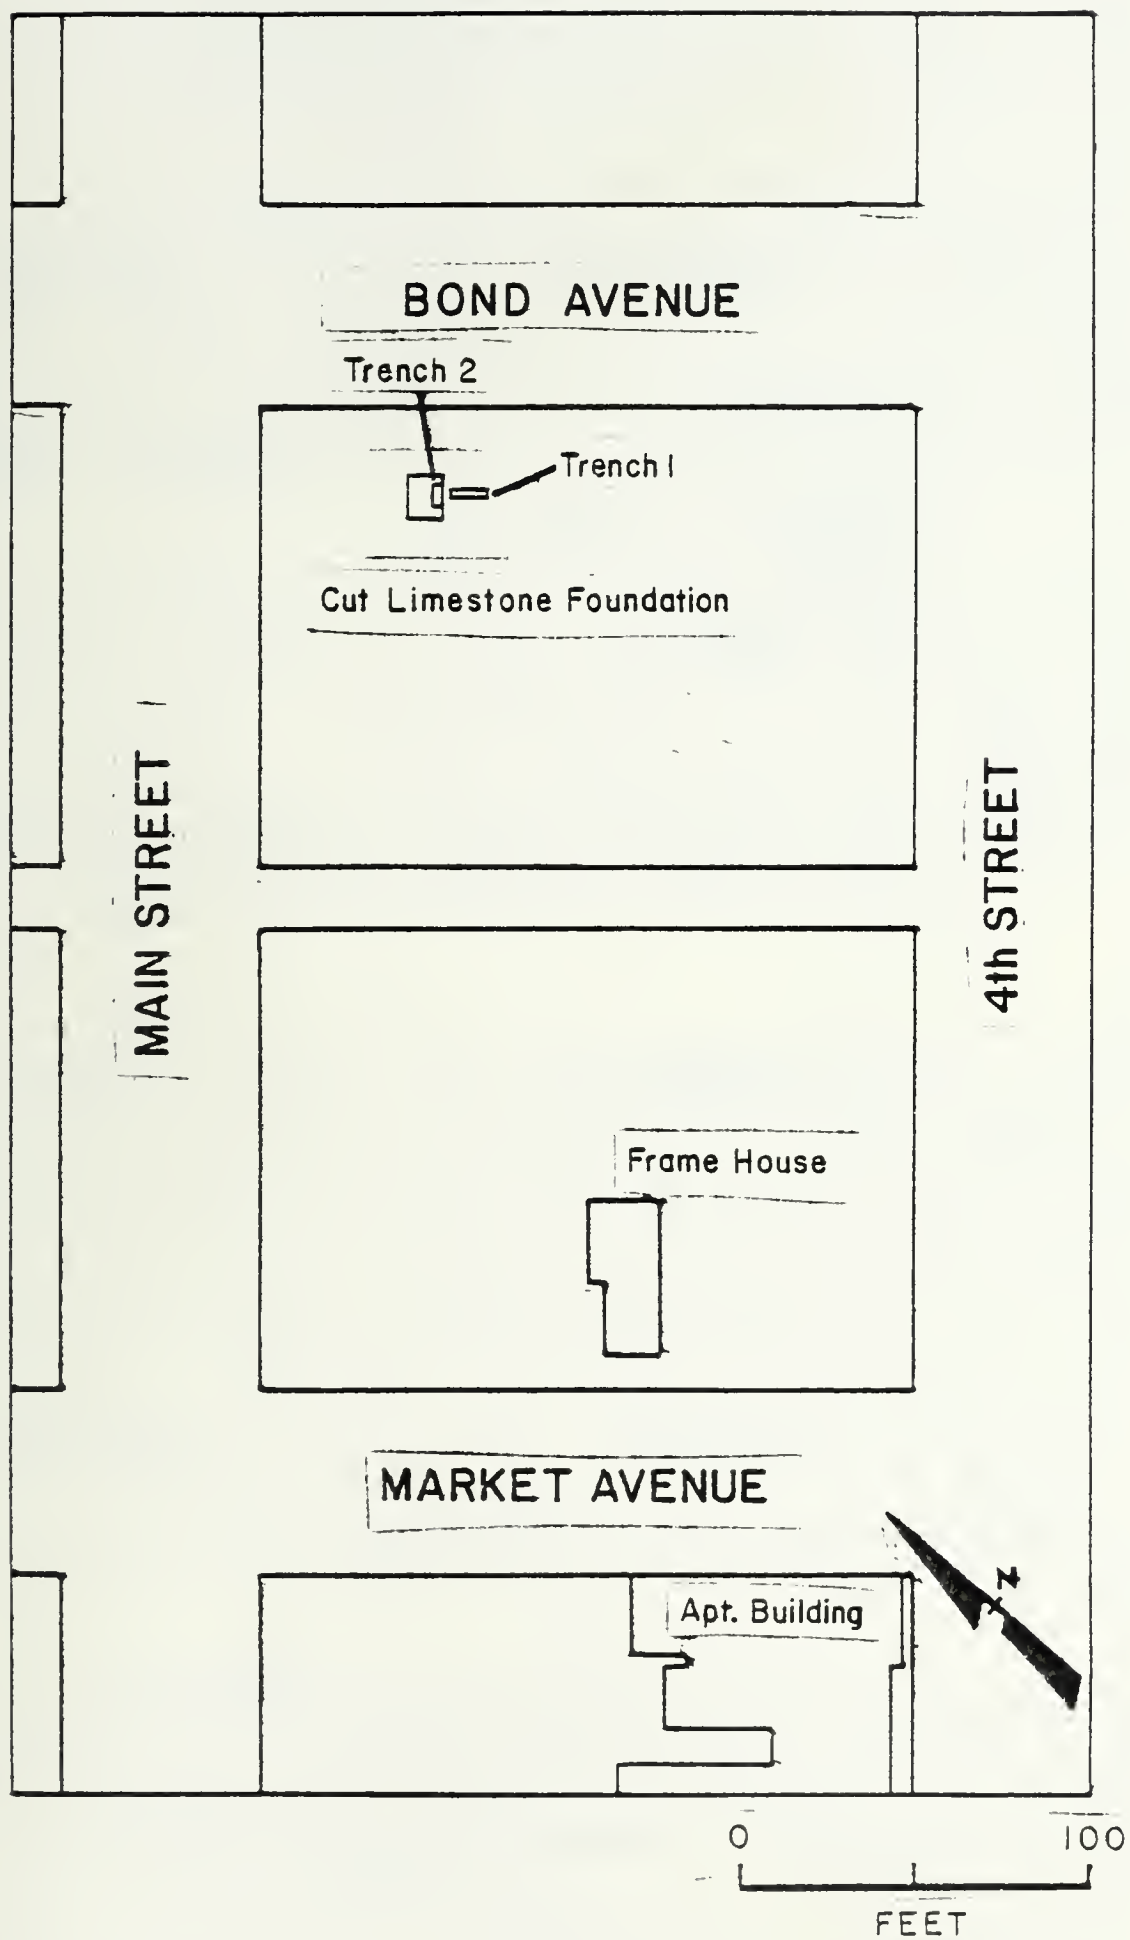 BOND AVENUE
Trench 2
Trench 1
Cut Limestone Foundation
MAIN STREET
4th STREET
Frame House
MARKET AVENUE
N
Apt. Building
0 100
FEET